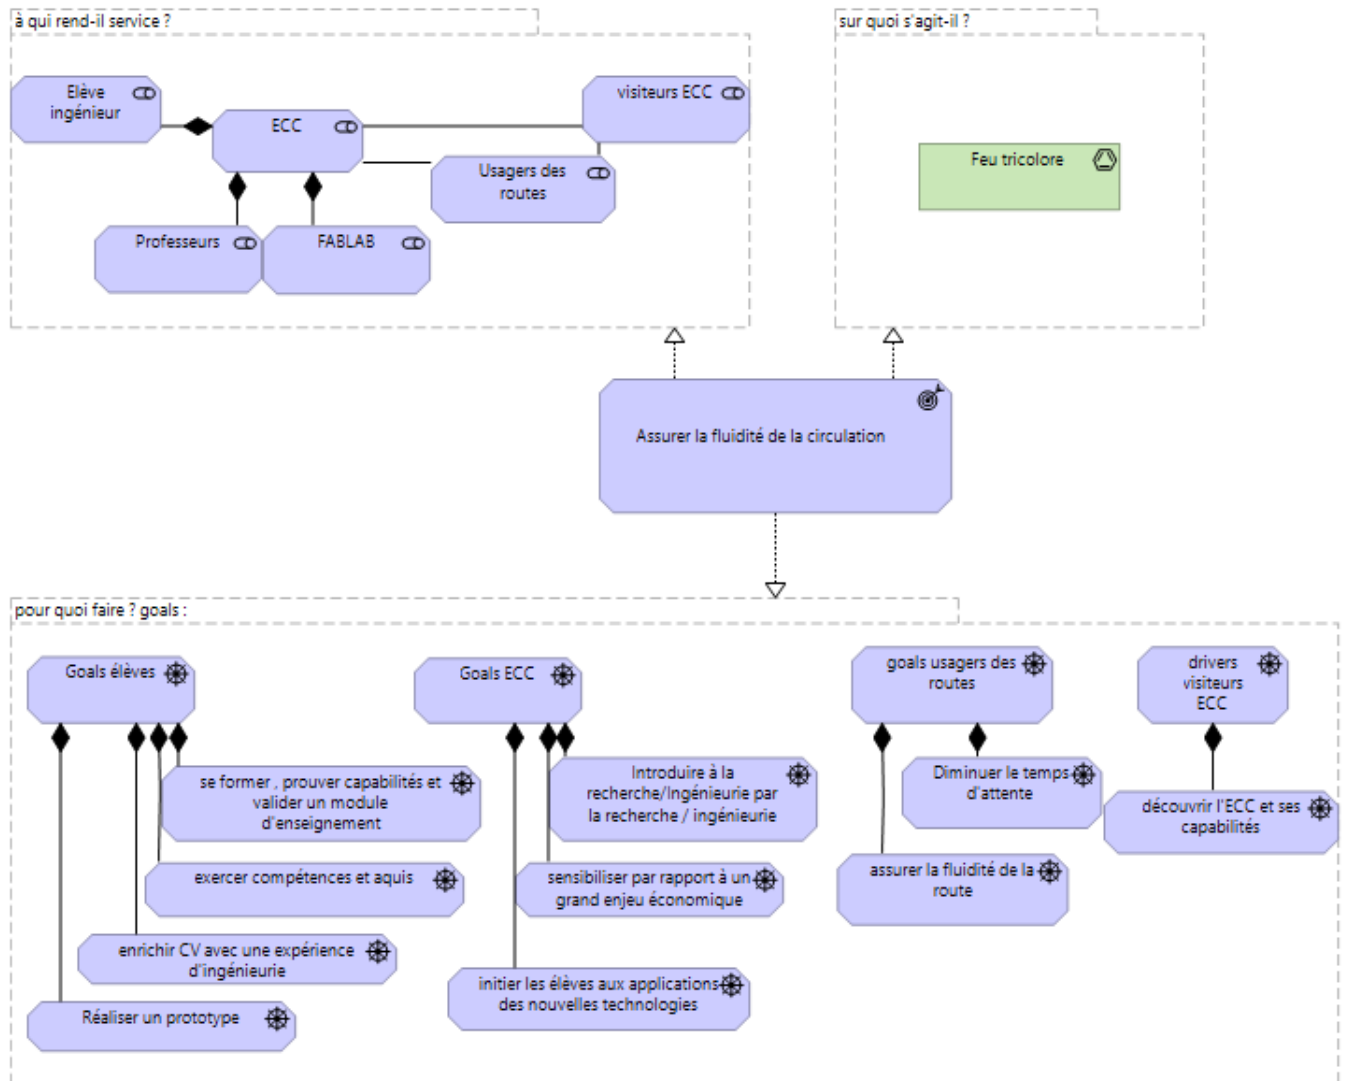 à qui rend-il service ?
sur quoi s'agit-il ?
Elève
ingénieur
ECC
visiteurs ECC
Usagers des
routes
Professeurs
FABLAB
Feu tricolore
Assurer la fluidité de la circulation
pour quoi faire ? goals :
Goals élèves
Goals ECC
goals usagers des
routes
drivers
visiteurs
ECC
se former , prouver capabilités et
valider un module
d'enseignement
Introduire à la
recherche/Ingénieurie par
la recherche / ingénieurie
Diminuer le temps
d'attente
découvrir l'ECC et ses
capabilités
exercer compétences et aquis
sensibiliser par rapport à un
grand enjeu économique
assurer la fluidité de la
route
enrichir CV avec une expérience
d'ingénieurie
initier les élèves aux applications
des nouvelles technologies
Réaliser un prototype